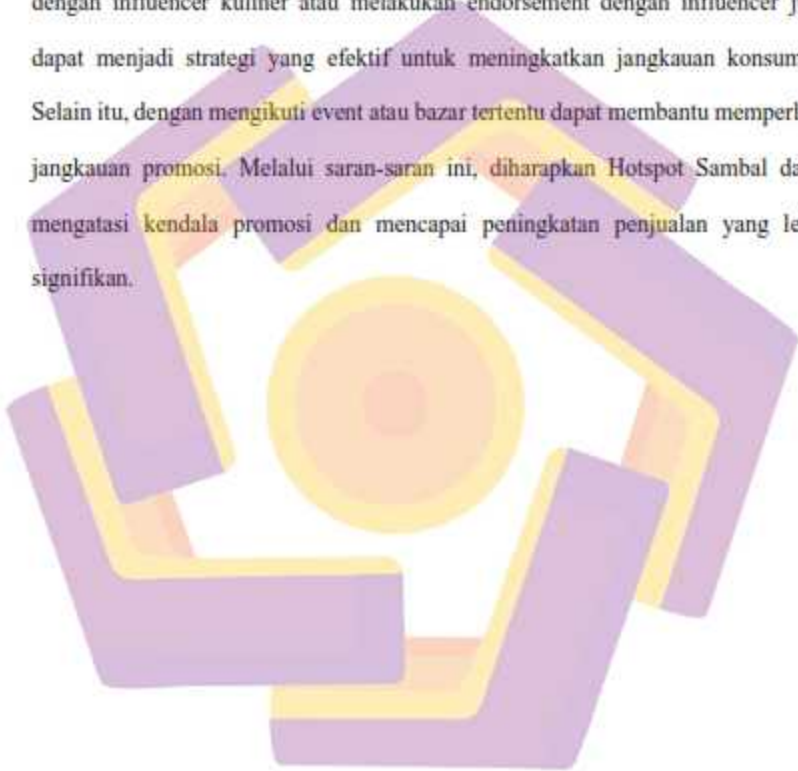 dengan influencer kuliner atau melakukan endorsement dengan influencer
dapat menjadi strategi yang efektif untuk meningkatkan jangkauan
Selain itu, dengan mengikuti event atau bazar tertentu dapat membantu
jangkauan promosi. Melalui saran-saran ini, diharapkan Hotspot Sambal
mengatasi kendala promosi dan mencapai peningkatan penjualan yang
signifikan.